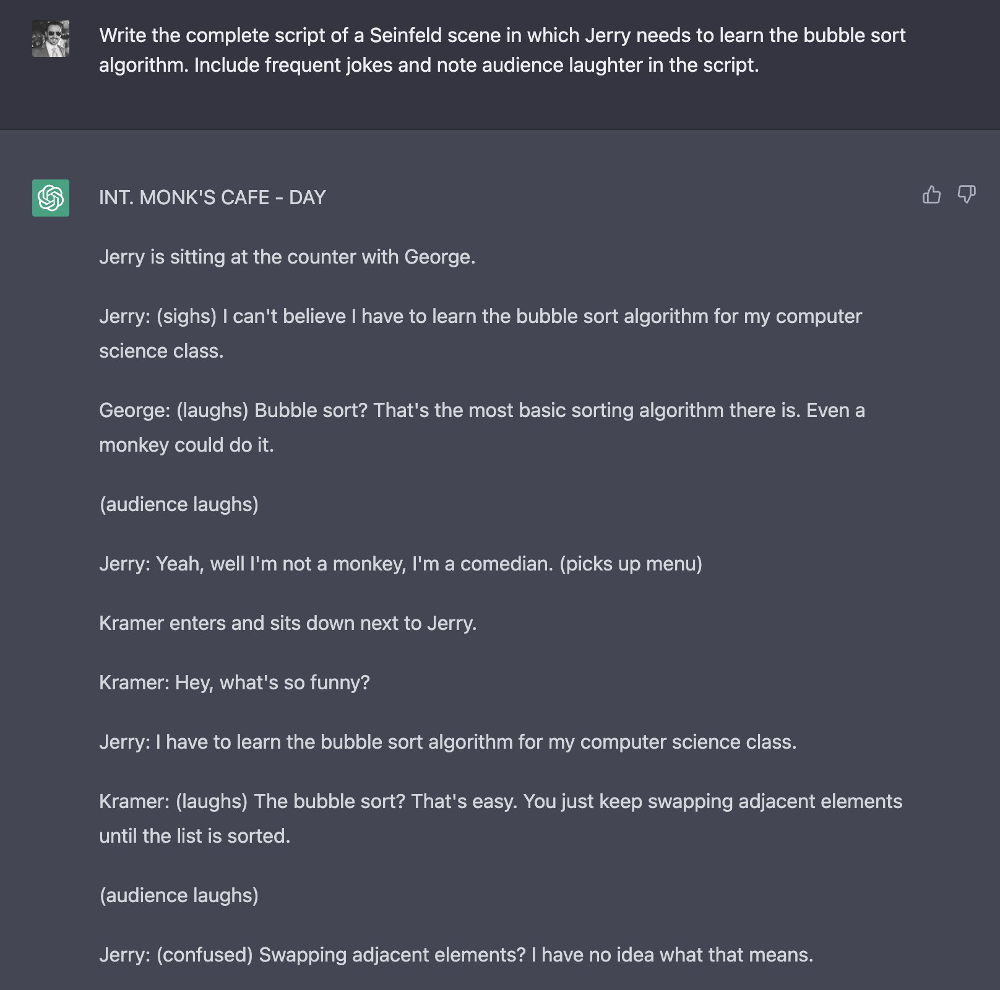 Write the complete script of a Seinfeld scene in which Jerry needs to learn the bubble sort
algorithm. Include frequent jokes and note audience laughter in the script.
INT. MONK'S CAFE - DAY
Jerry is sitting at the counter with George.
Jerry: (sighs) I can't believe I have to learn the bubble sort algorithm for my computer
science class.
George: (laughs) Bubble sort? That's the most basic sorting algorithm there is. Even a
monkey could do it.
(audience laughs)
Jerry: Yeah, well I'm not a monkey, I'm a comedian. (picks up menu)
Kramer enters and sits down next to Jerry.
Kramer: Hey, what's so funny?
Jerry: I have to learn the bubble sort algorithm for my computer science class.
Kramer: (laughs) The bubble sort? That's easy. You just keep swapping adjacent elements
until the list is sorted.
(audience laughs)
Jerry: (confused) Swapping adjacent elements? I have no idea what that means.